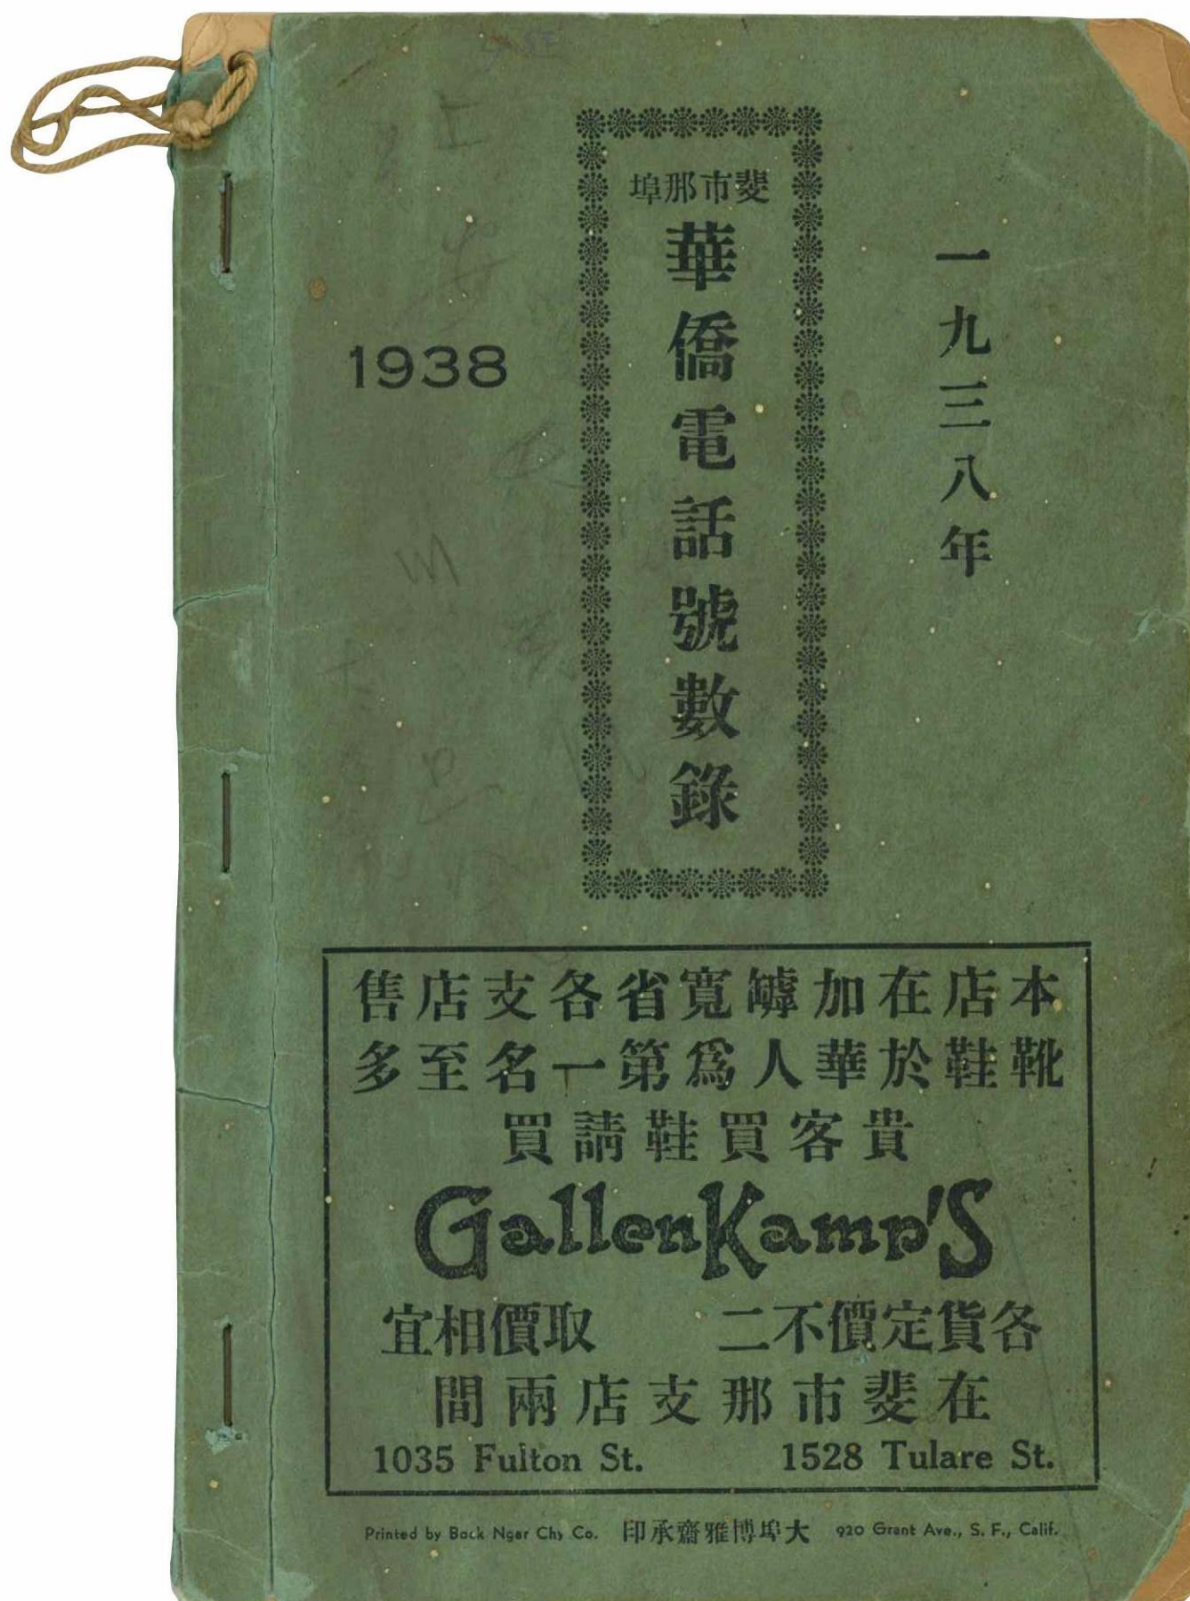 一九三八年
斐市那埠
華僑電話號數錄
1938
本店在加罅寬省各支店售
靴鞋於華人爲第一名至多
貴客買鞋請買
GallenKamp'S
各貨定價不二 取價相宜
在斐市那支店兩間
1035 Fulton St. 1528 Tulare St.
Printed by Bock Ngar Chy Co. 大埠博雅齋承印 920 Grant Ave., S. F., Calif.